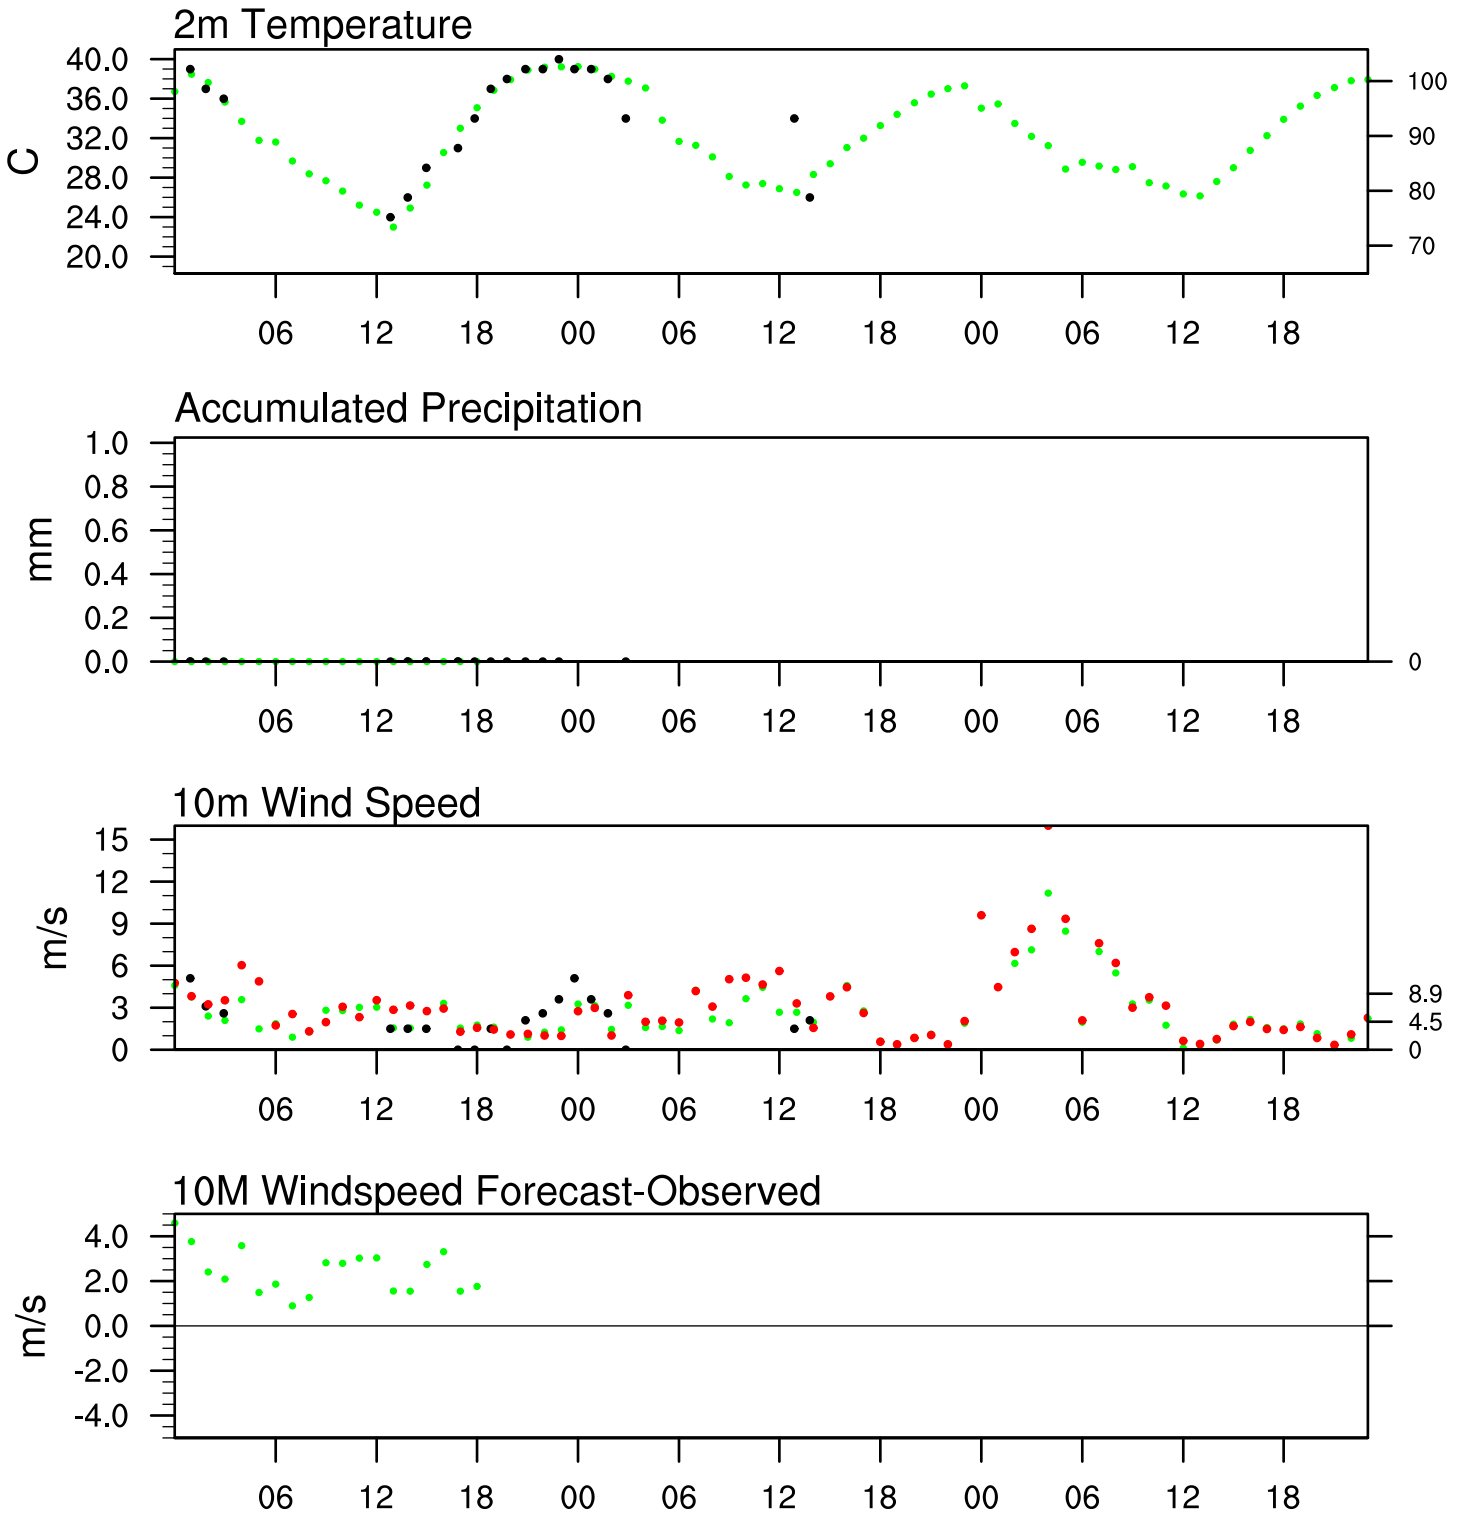 2m Temperature
40.0
36.0
32.0
28.0
24.0
20.0
C
100
90
80
70
06 12 18 00 06 12 18 00 06 12 18
Accumulated Precipitation
1.0
0.8
0.6
0.4
0.2
0.0
mm
0
06 12 18 00 06 12 18 00 06 12 18
10m Wind Speed
15
12
9
6
3
0
m/s
8.9
4.5
0
06 12 18 00 06 12 18 00 06 12 18
10M Windspeed Forecast-Observed
4.0
2.0
0.0
-2.0
-4.0
m/s
06 12 18 00 06 12 18 00 06 12 18